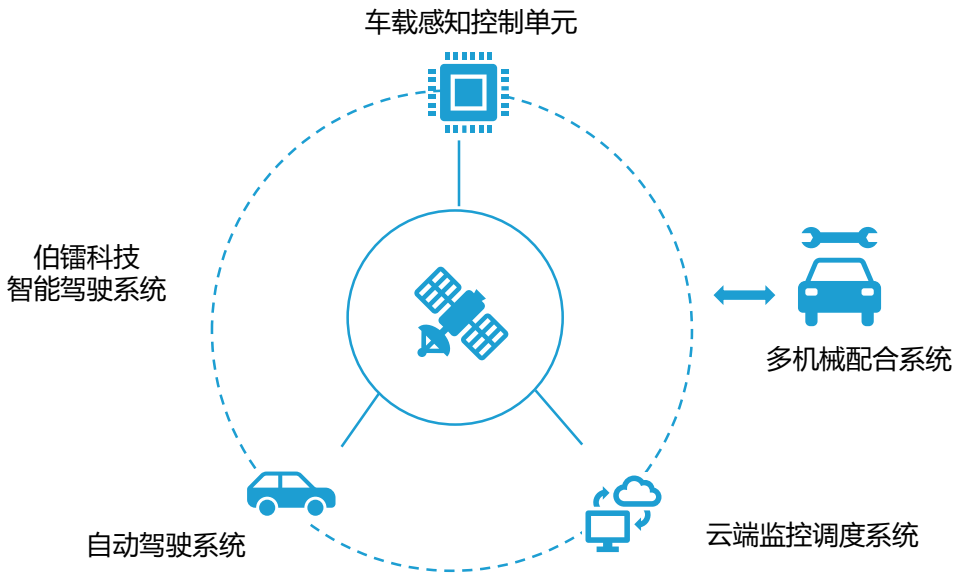 车载感知控制单元
伯镭科技
智能驾驶系统
多机械配合系统
自动驾驶系统
云端监控调度系统